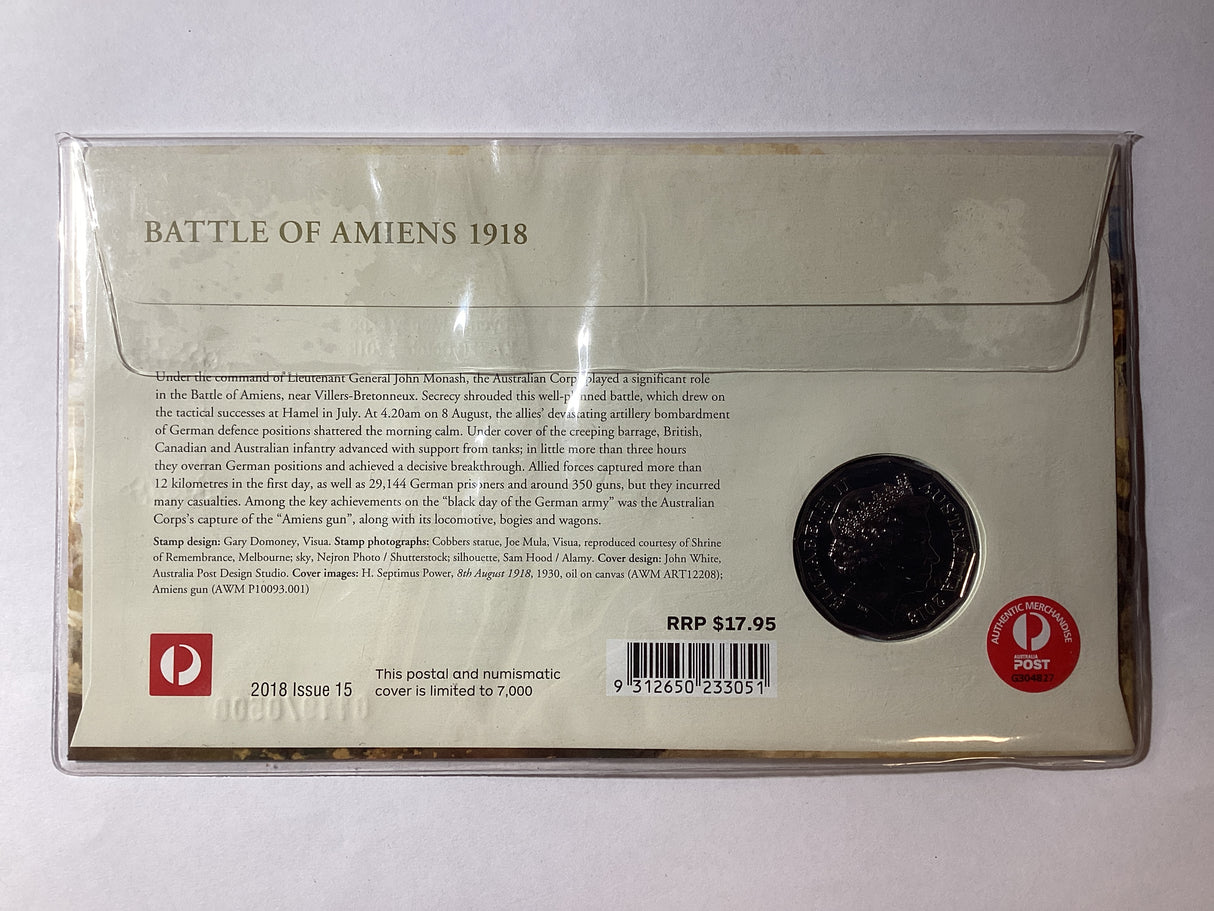 BATTLE OF AMIENS 1918
Under the command of Lieutenant General John Monash, the Australian Corps played a significant role
in the Battle of Amiens, near Villers-Bretonneux. Secrecy shrouded this well-planned battle, which drew on
the tactical successes at Hamel in July. At 4.20am on 8 August, the allies’ devastating artillery bombardment
of German defence positions shattered the morning calm. Under cover of the creeping barrage, British,
Canadian and Australian infantry advanced with support from tanks; in little more than three hours
they overran German positions and achieved a decisive breakthrough. Allied forces captured more than
12 kilometres in the first day, as well as 29,144 German prisoners and around 350 guns, but they incurred
many casualties. Among the key achievements on the “black day of the German army” was the Australian
Corps’s capture of the “Amiens gun”, along with its locomotive, bogies and wagons.
Stamp design: Gary Domoney, Visua. Stamp photographs: Cobbers statue, Joe Mula, Visua, reproduced courtesy of Shrine
of Remembrance, Melbourne; sky, Nejron Photo / Shutterstock; silhouette, Sam Hood / Alamy. Cover design: John White,
Australia Post Design Studio. Cover images: H. Septimus Power, 8th August 1918, 1930, oil on canvas (AWM ART12208);
Amiens gun (AWM P10093.001)
ELIZABETH II AUSTRALIA 2018
RRP $17.95
9 312650 233051
AUTHENTIC MERCHANDISE
AUSTRALIA
POST
G304827
2018 Issue 15
This postal and numismatic
cover is limited to 7,000